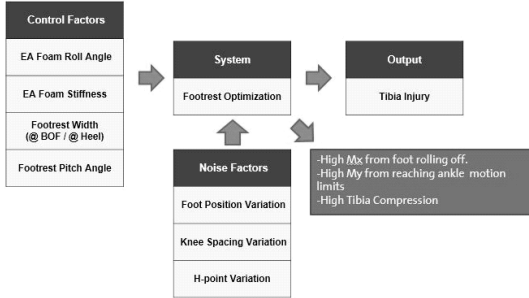 Control Factors
EA Foam Roll Angle
EA Foam Stiffness
Footrest Width
(@ BOF / @ Heel)
Footrest Pitch Angle
System
Footrest Optimization
Output
Tibia Injury
Noise Factors
Foot Position Variation
Knee Spacing Variation
H-point Variation
-High Mx from foot rolling off.
-High My from reaching ankle motion
limits
-High Tibia Compression